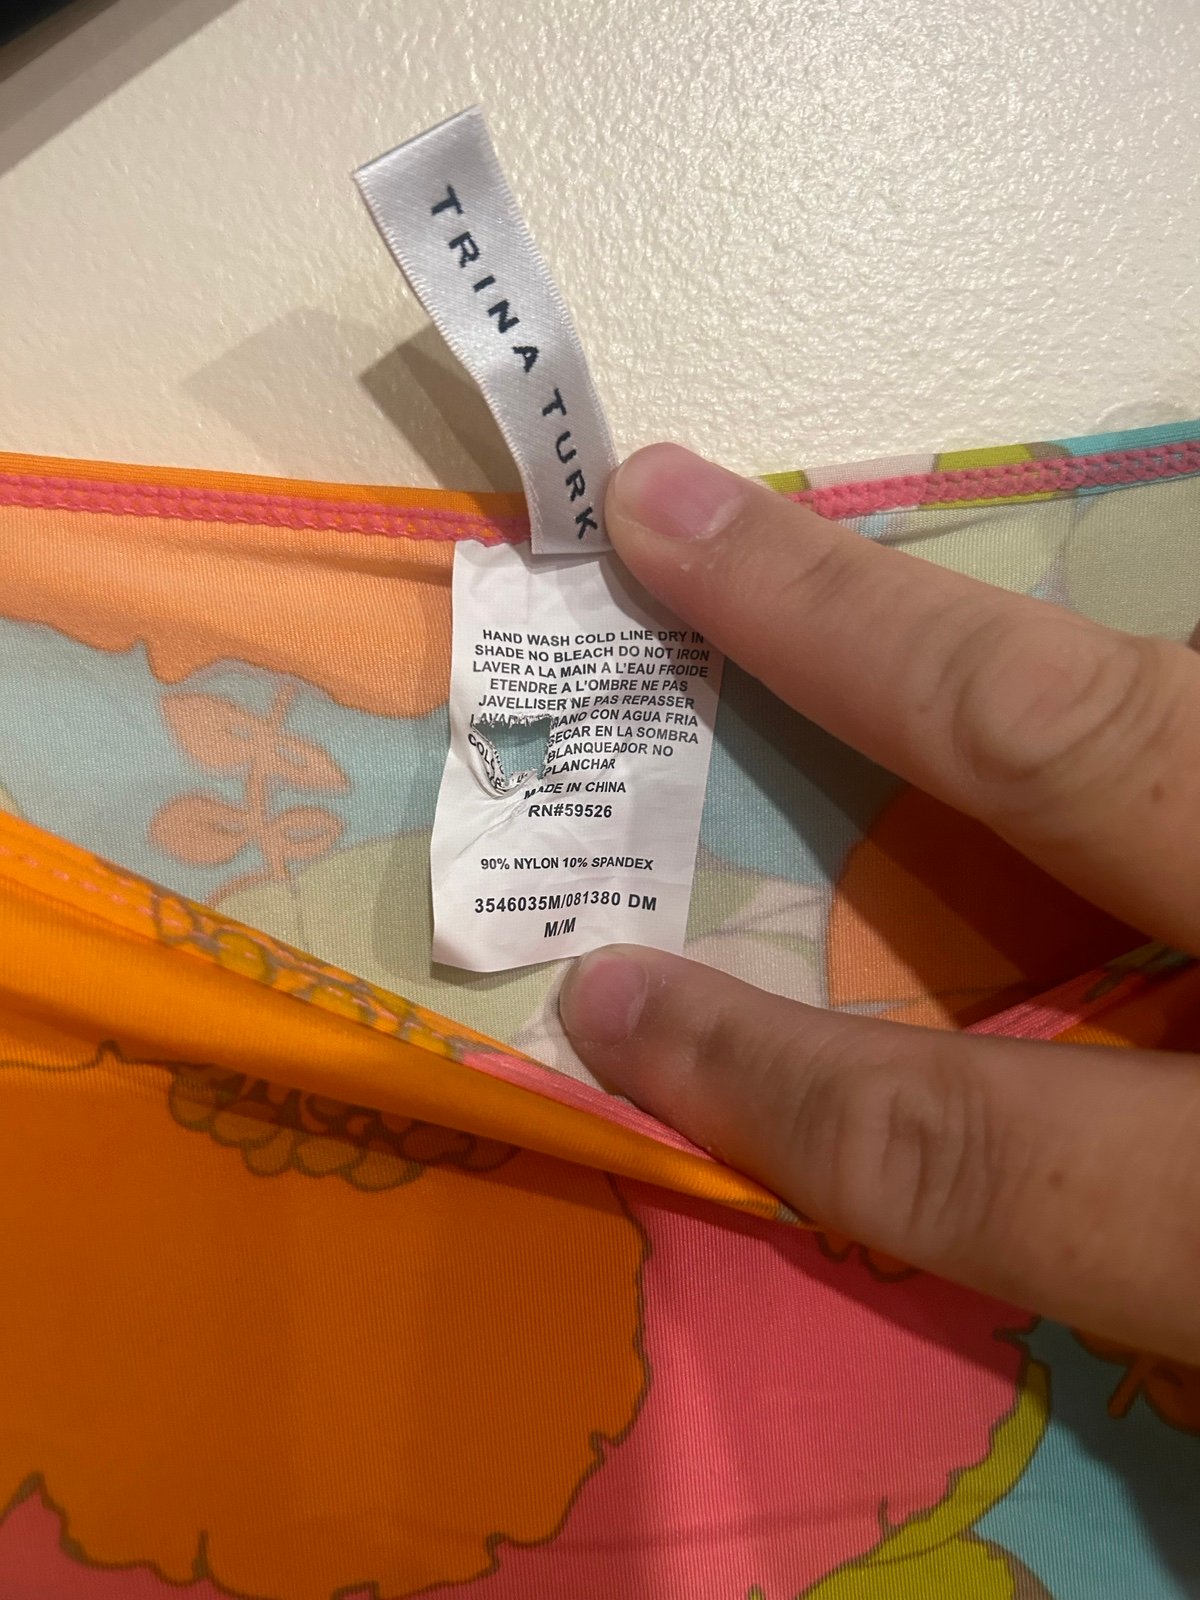 TRINA TURK
HAND WASH COLD LINE DRY IN
SHADE NO BLEACH DO NOT IRON
LAVER A LA MAIN A L'EAU FROIDE
ETENDRE A L'OMBRE NE PAS
JAVELLISER NE PAS REPASSER
CON AGUA FRIA
SECAR EN LA SOMBRA
BLANQUEADOR NO
PLANCHAR
MADE IN CHINA
RN#59526
90% NYLON 10% SPANDEX
3546035M/081380 DM
M/M